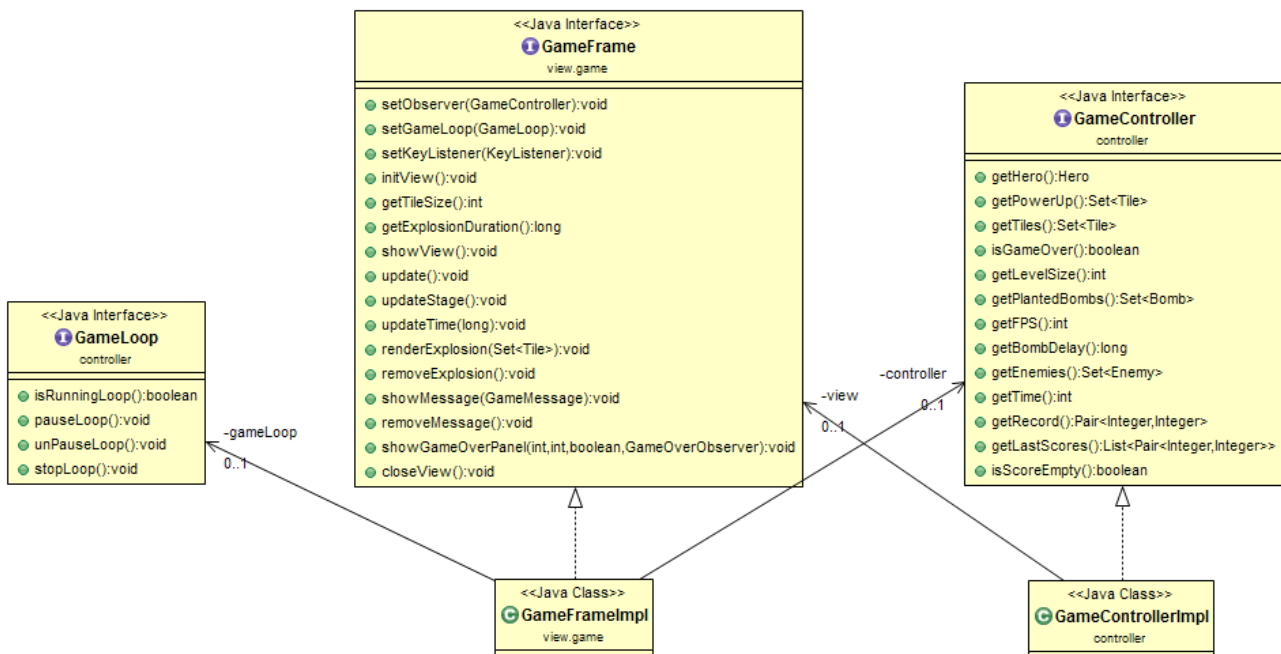 <<Java Interface>>
GameFrame
view.game
setObserver(GameController):void
setGameLoop(GameLoop):void
setKeyListener(KeyListener):void
initView():void
getTileSize():int
getExplosionDuration():long
showView():void
update():void
updateStage():void
updateTime(long):void
renderExplosion(Set<Tile>):void
removeExplosion():void
showMessage(GameMessage):void
removeMessage():void
showGameOverPanel(int,int,boolean,GameOverObserver):void
closeView():void
<<Java Interface>>
GameController
controller
getHero():Hero
getPowerUp():Set<Tile>
getTiles():Set<Tile>
isGameOver():boolean
getLevelSize():int
getPlantedBombs():Set<Bomb>
getFPS():int
getBombDelay():long
getEnemies():Set<Enemy>
getTime():int
getRecord():Pair<Integer,Integer>
getLastScores():List<Pair<Integer,Integer>>
isScoreEmpty():boolean
<<Java Interface>>
GameLoop
controller
isRunningLoop():boolean
pauseLoop():void
unPauseLoop():void
stopLoop():void
-gameLoop
0..1
-view
0..1
-controller
0..1
<<Java Class>>
GameFrameImpl
view.game
<<Java Class>>
GameControllerImpl
controller